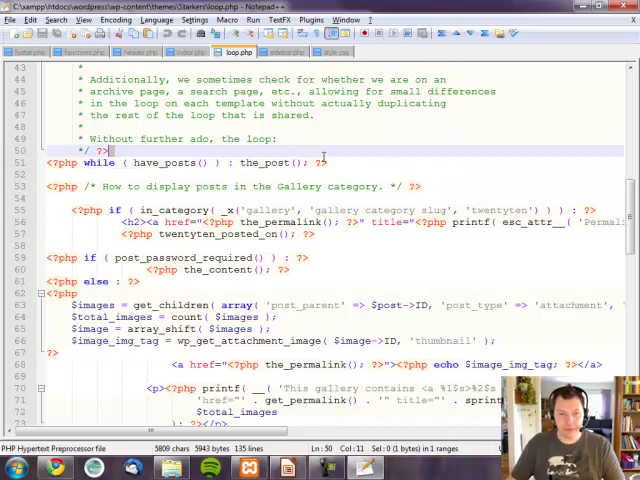 C:\xampp\htdocs\wordpress\wp-content\themes\Starkers\loop.php - Notepad++
File Edit Search View Encoding Language Settings Macro Run TextFX Plugins Window ?
footer.php functions.php header.php index.php loop.php sidebar.php style.css
43 *
44 * Additionally, we sometimes check for whether we are on an
45 * archive page, a search page, etc., allowing for small differences
46 * in the loop on each template without actually duplicating
47 * the rest of the loop that is shared.
48 *
49 * Without further ado, the loop:
50 */ ?>
51 <?php while ( have_posts() ) : the_post(); ?>
52
53 <?php /* How to display posts in the Gallery category. */ ?>
54
55 <?php if ( in_category( _x('gallery', 'gallery category slug', 'twentyten') ) ) : ?>
56 <h2><a href="<?php the_permalink(); ?>" title="<?php printf( esc_attr__( 'Permali
57 <?php twentyten_posted_on(); ?>
58
59 <?php if ( post_password_required() ) : ?>
60 <?php the_content(); ?>
61 <?php else : ?>
62 <?php
63 $images = get_children( array( 'post_parent' => $post->ID, 'post_type' => 'attachment', '
64 $total_images = count( $images );
65 $image = array_shift( $images );
66 $image_img_tag = wp_get_attachment_image( $image->ID, 'thumbnail' );
67 ?>
68 <a href="<?php the_permalink(); ?>"><?php echo $image_img_tag; ?></a>
69
70 <p><?php printf( __( 'This gallery contains <a %1$s>%2$s
71 'href="' . get_permalink() . '" title="' . sprint
72 $total_images
73 ); ?></p>
PHP Hypertext Preprocessor file 5809 chars 5943 bytes 135 lines Ln : 50 Col : 11 Sel : 0 (0 bytes) in 1 ranges